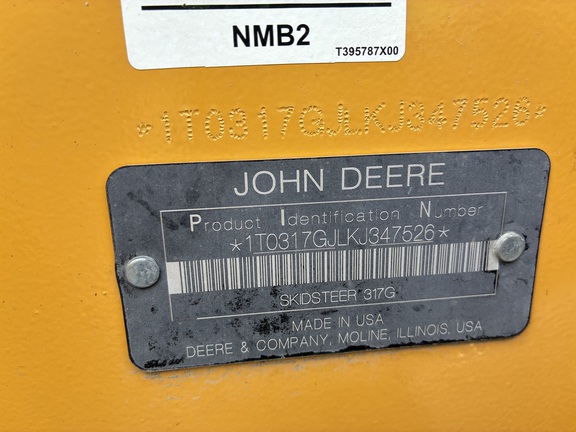 NMB2
T395787X00
*1T0317GJLKJ347526*
JOHN DEERE
Product Identification Number
*1T0317GJLKJ347526*
SKIDSTEER 317G
MADE IN USA
DEERE & COMPANY, MOLINE, ILLINOIS, USA